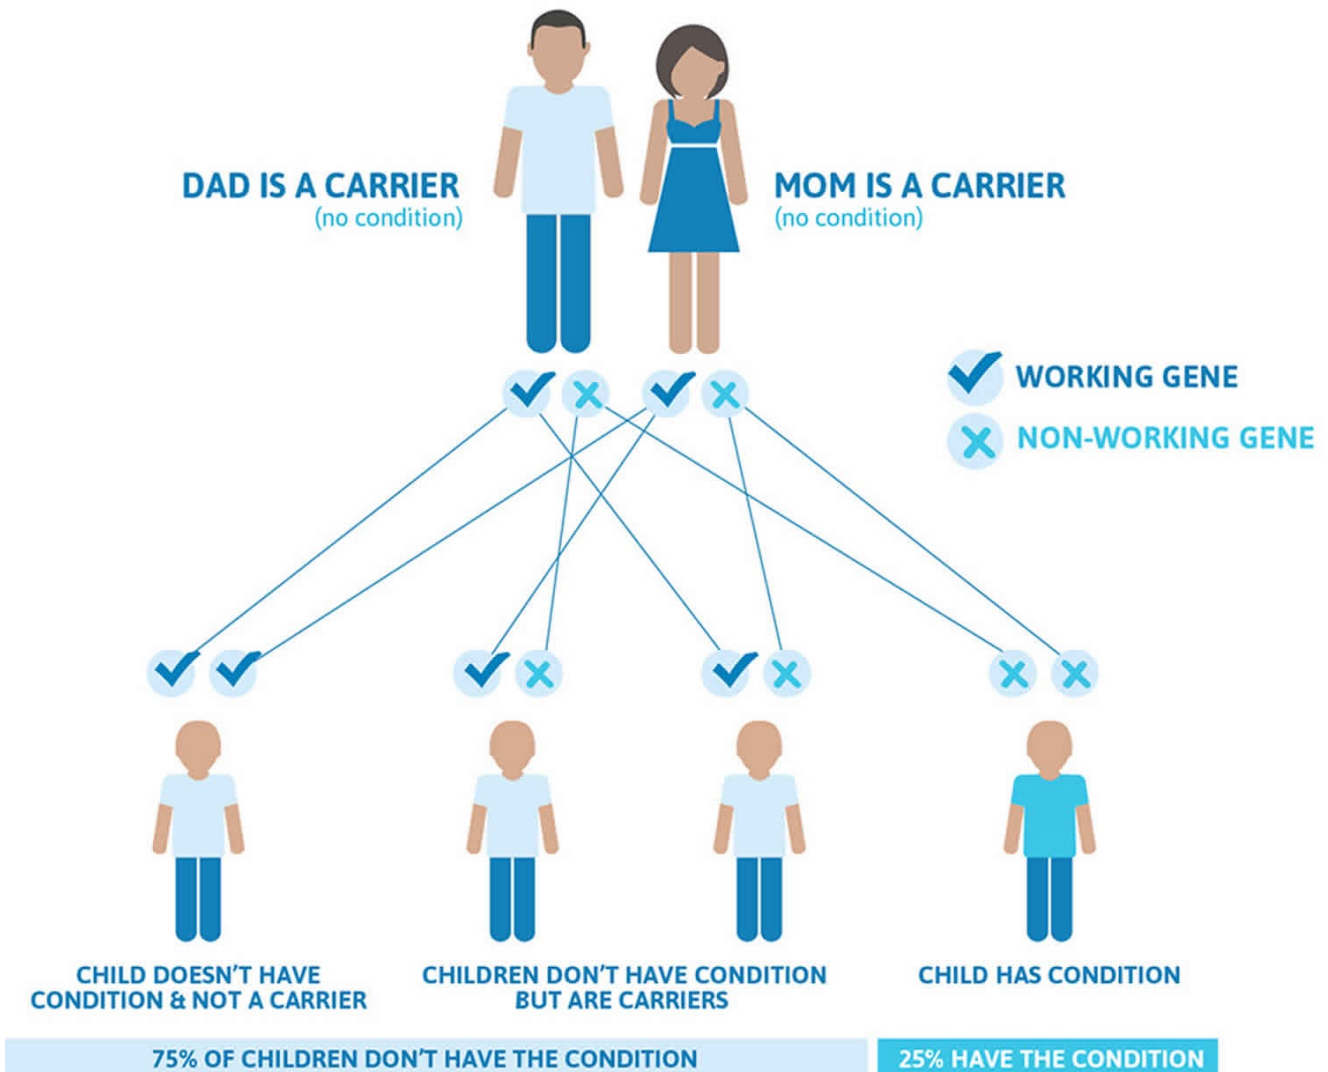 DAD IS A CARRIER
(no condition)
MOM IS A CARRIER
(no condition)
WORKING GENE
NON-WORKING GENE
CHILD DOESN'T HAVE
CONDITION & NOT A CARRIER
CHILDREN DON'T HAVE CONDITION
BUT ARE CARRIERS
CHILD HAS CONDITION
75% OF CHILDREN DON'T HAVE THE CONDITION
25% HAVE THE CONDITION